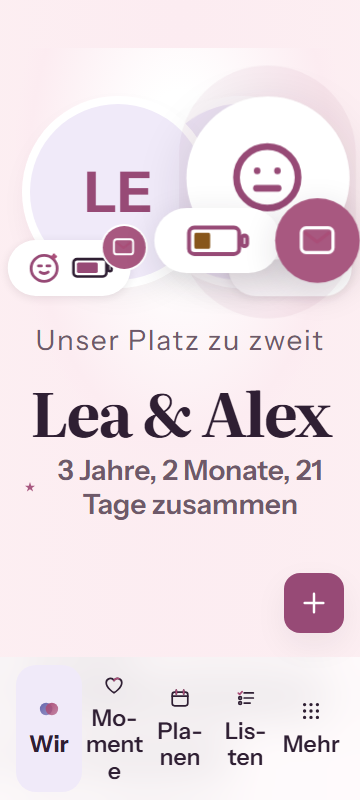 LE
Unser Platz zu zweit
Lea & Alex
3 Jahre, 2 Monate, 21
Tage zusammen
Wir
Mo-
ment
e
Pla-
nen
Lis-
ten
Mehr